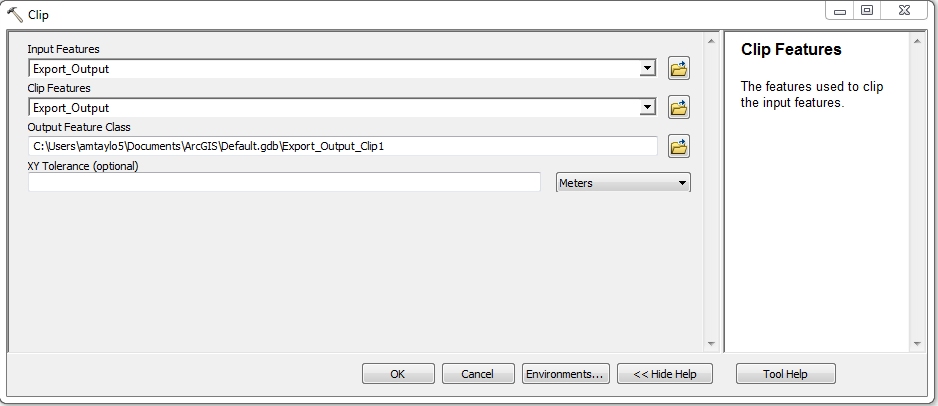 Clip
Input Features
Export_Output
Clip Features
Export_Output
Output Feature Class
C:\Users\amtaylo5\Documents\ArcGIS\Default.gdb\Export_Output_Clip1
XY Tolerance (optional)
Meters
Clip Features
The features used to clip
the input features.
OK
Cancel
Environments...
<< Hide Help
Tool Help